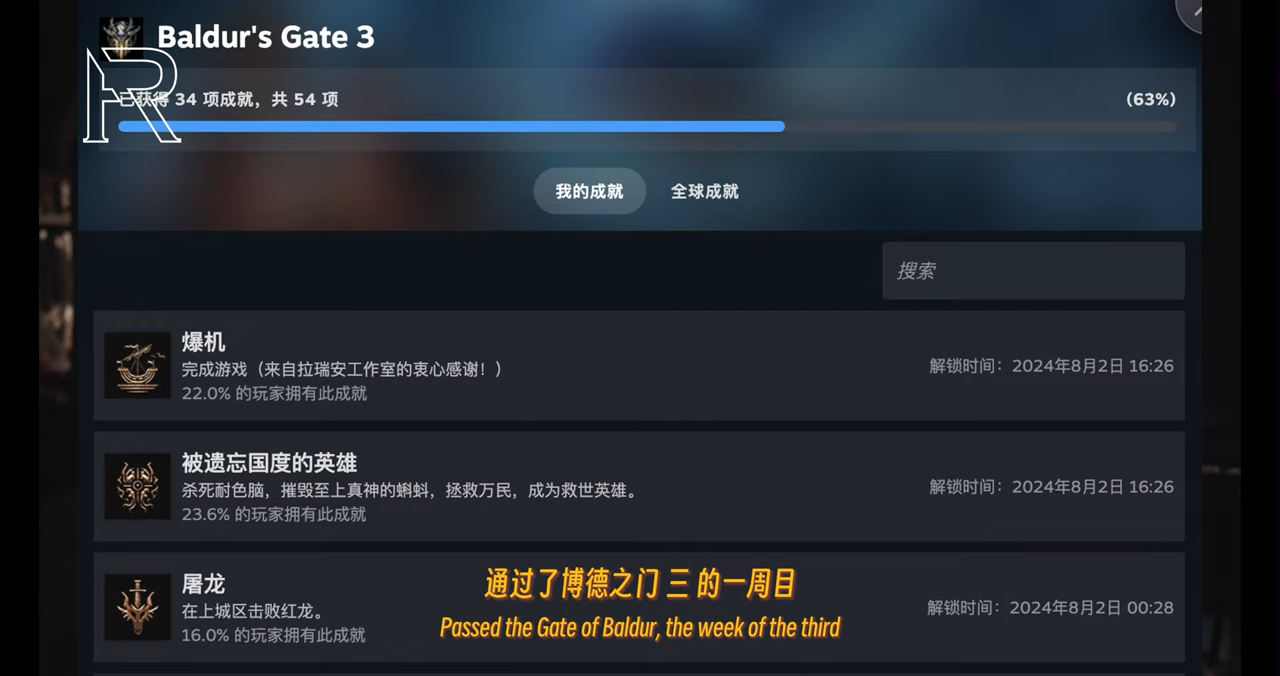 Baldur's Gate 3
R
已获得 34 项成就，共 54 项
(63%)
我的成就
全球成就
搜索
爆机
完成游戏（来自拉瑞安工作室的衷心感谢！）
22.0% 的玩家拥有此成就
解锁时间：2024年8月2日 16:26
被遗忘国度的英雄
杀死耐色脑，摧毁至上真神的蝌蚪，拯救万民，成为救世英雄。
23.6% 的玩家拥有此成就
解锁时间：2024年8月2日 16:26
屠龙
在上城区击败红龙。
16.0% 的玩家拥有此成就
解锁时间：2024年8月2日 00:28
通过了博德之门 三 的一周目
Passed the Gate of Baldur, the week of the third